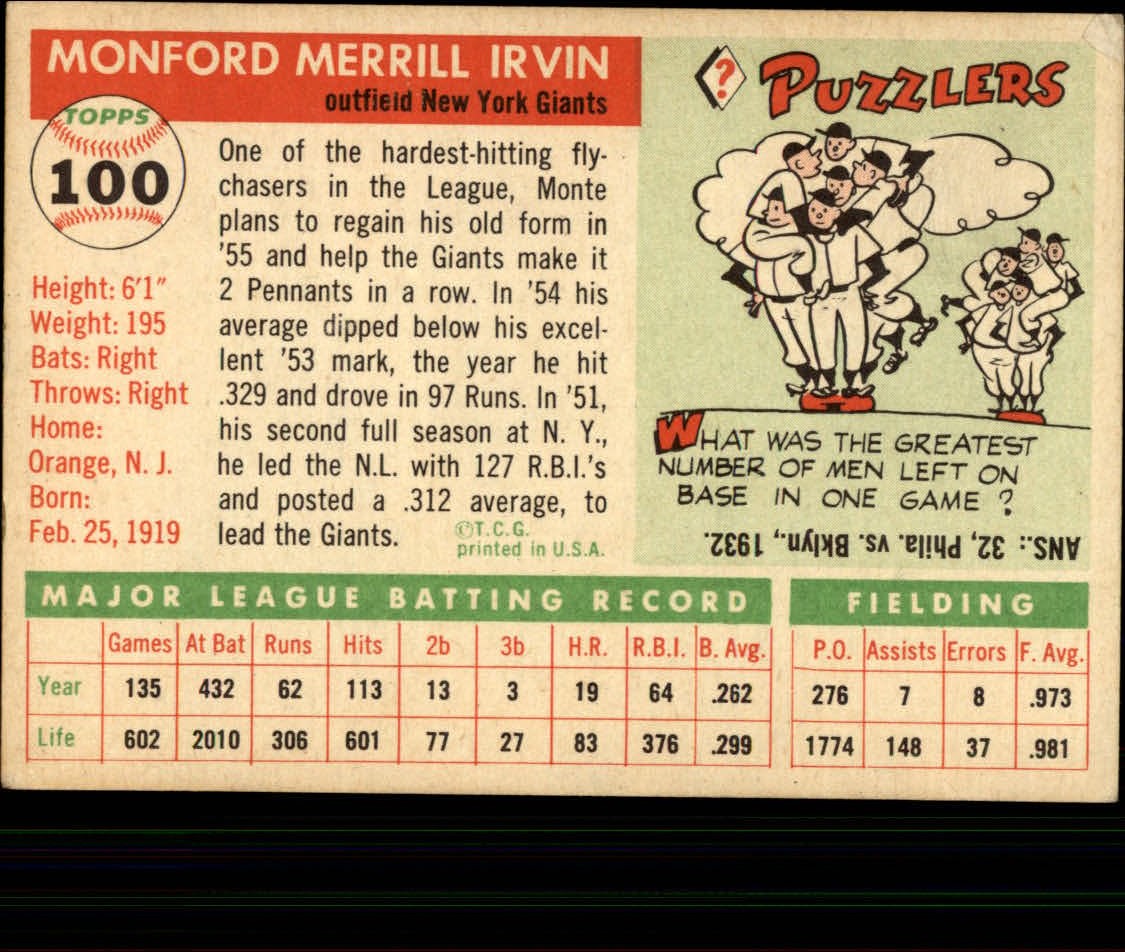 MONFORD MERRILL IRVIN
outfield New York Giants
TOPPS
100
Height: 6'1"
Weight: 195
Bats: Right
Throws: Right
Home:
Orange, N. J.
Born:
Feb. 25, 1919
One of the hardest-hitting fly-
chasers in the League, Monte
plans to regain his old form in
'55 and help the Giants make it
2 Pennants in a row. In '54 his
average dipped below his excel-
lent '53 mark, the year he hit
.329 and drove in 97 Runs. In '51,
his second full season at N. Y.,
he led the N.L. with 127 R.B.I.'s
and posted a .312 average, to
lead the Giants.
©T.C.G.
printed in U.S.A.
?
PUZZLERS
WHAT WAS THE GREATEST
NUMBER OF MEN LEFT ON
BASE IN ONE GAME ?
ANS.: 32, Phila. vs. Bklyn., 1932.
MAJOR LEAGUE BATTING RECORD
Games At Bat Runs Hits 2b 3b H.R. R.B.I. B. Avg.
Year 135 432 62 113 13 3 19 64 .262
Life 602 2010 306 601 77 27 83 376 .299
FIELDING
P.O. Assists Errors F. Avg.
276 7 8 .973
1774 148 37 .981